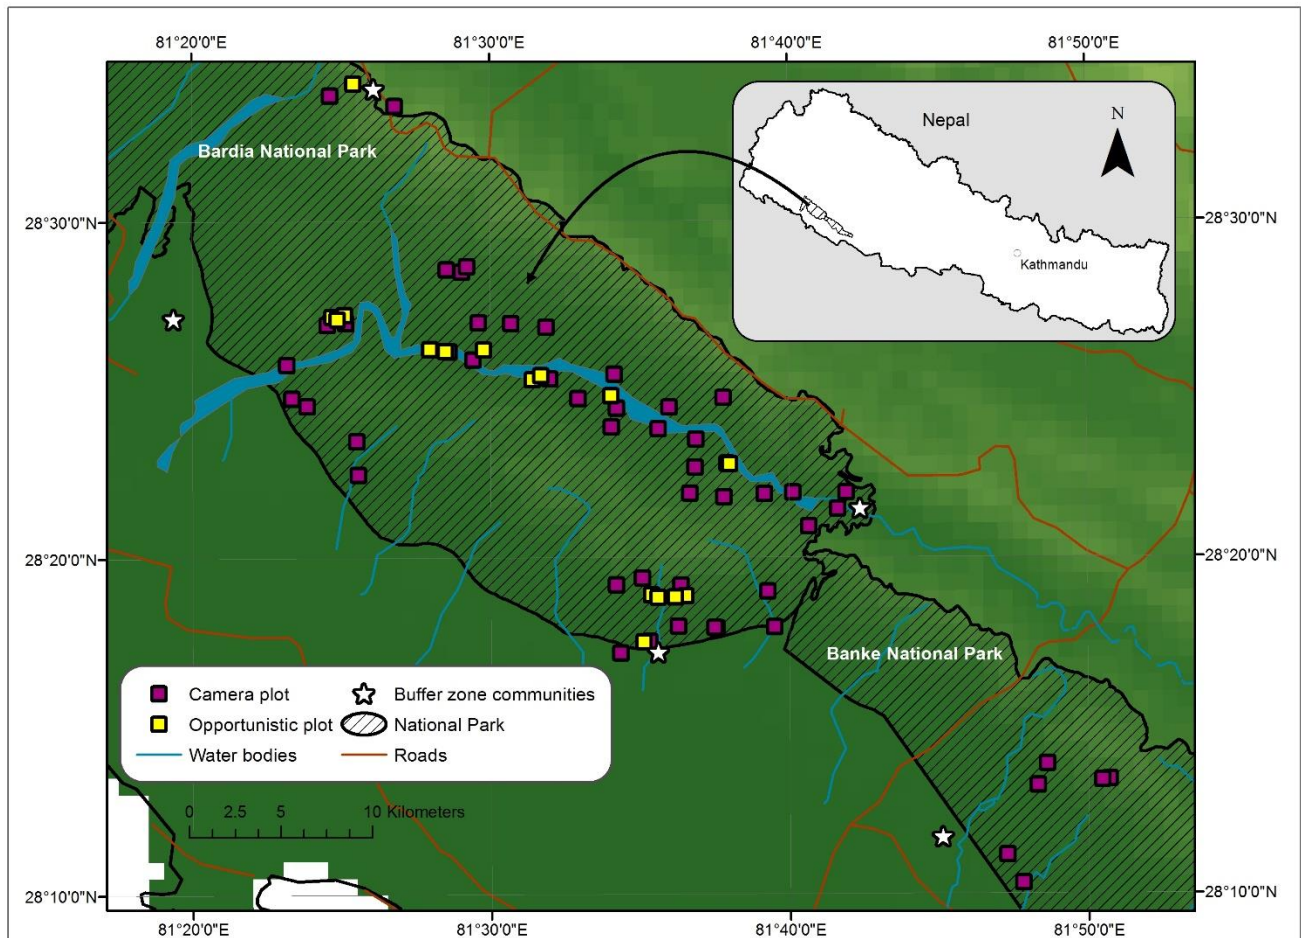 81°20'0"E 81°30'0"E 81°40'0"E 81°50'0"E
Nepal
N
Bardia National Park
28°30'0"N 28°30'0"N
Kathmandu
28°20'0"N 28°20'0"N
Banke National Park
Camera plot Buffer zone communities
Opportunistic plot National Park
Water bodies Roads
0 2.5 5 10 Kilometers
28°10'0"N 28°10'0"N
81°20'0"E 81°30'0"E 81°40'0"E 81°50'0"E